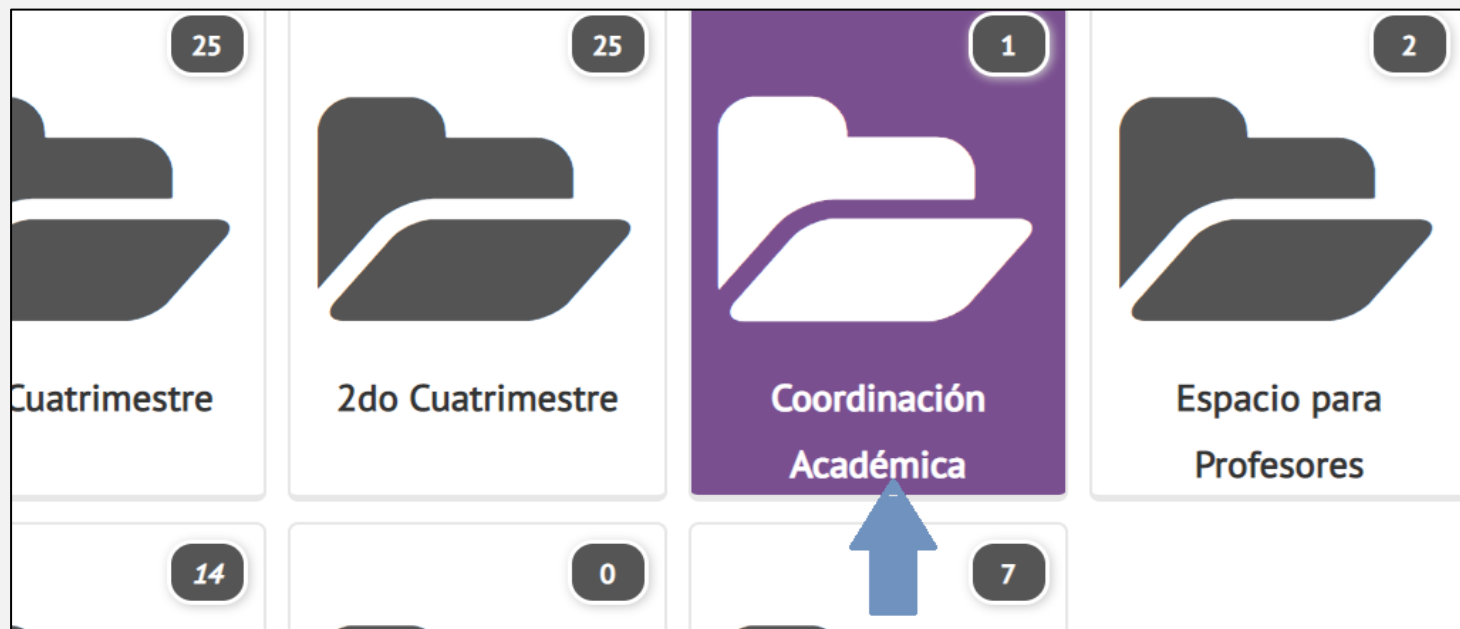 25
25
1
2
Cuatrimestre
2do Cuatrimestre
Coordinación
Académica
Espacio para
Profesores
14
0
7